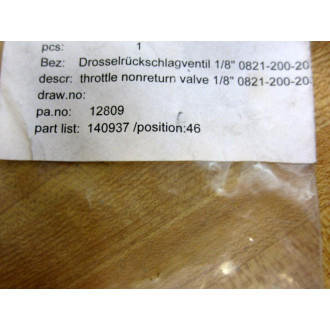 pcs: 1
Bez: Drosselrückschlagventil 1/8" 0821-200-20
descr: throttle nonreturn valve 1/8" 0821-200-20
draw.no:
pa.no: 12809
part list: 140937 /position:46